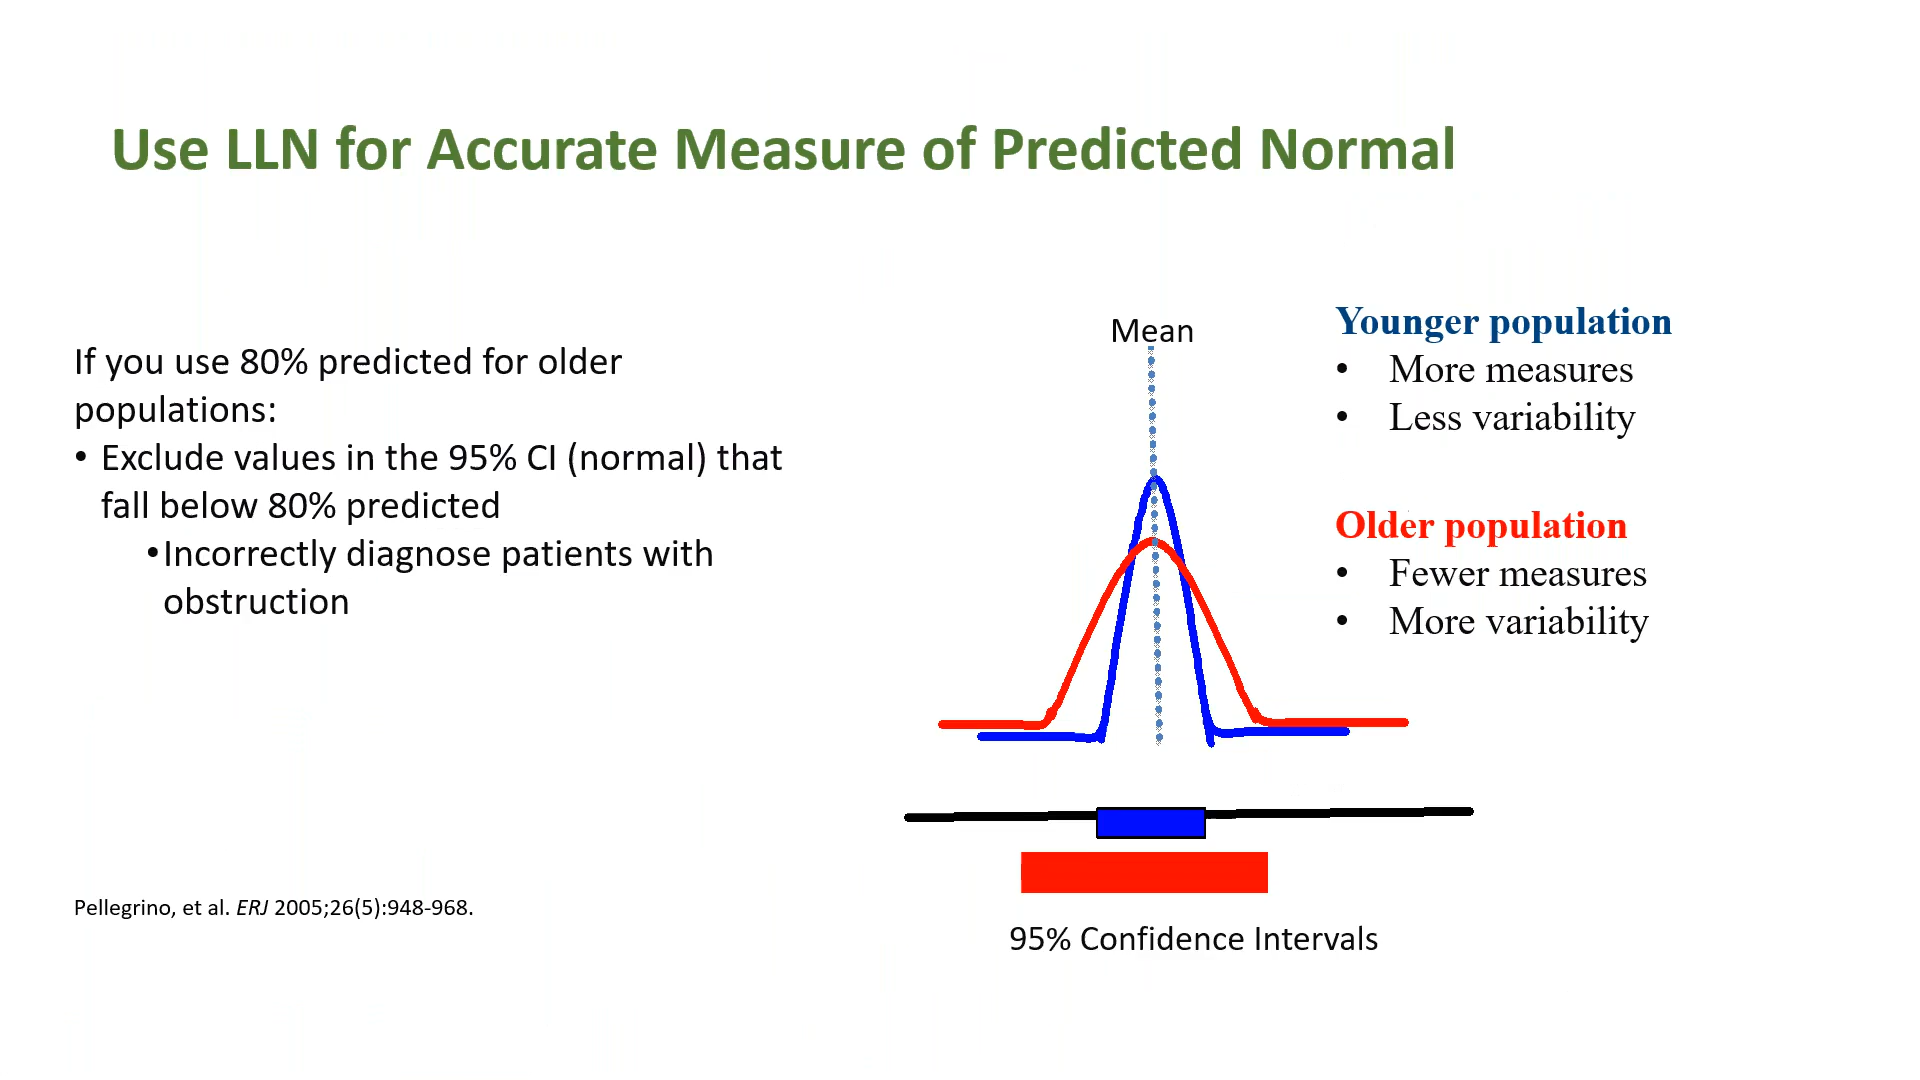 Use LLN for Accurate Measure of Predicted Normal
If you use 80% predicted for older
populations:
• Exclude values in the 95% CI (normal) that
fall below 80% predicted
•Incorrectly diagnose patients with
obstruction
Pellegrino, et al. ERJ 2005;26(5):948-968.
Mean
Younger population
• More measures
• Less variability
Older population
• Fewer measures
• More variability
95% Confidence Intervals